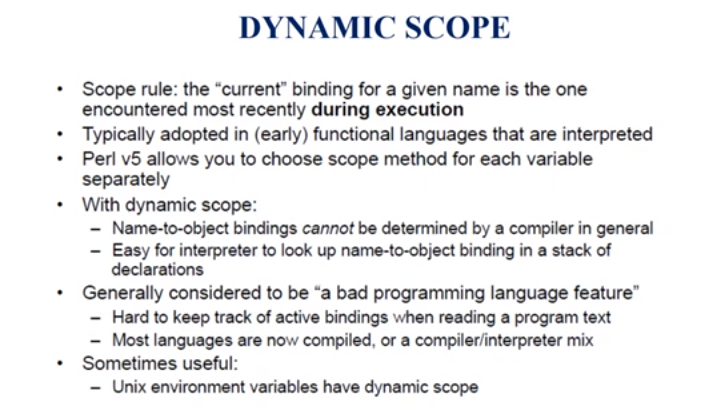 DYNAMIC SCOPE
• Scope rule: the “current” binding for a given name is the one
encountered most recently during execution
• Typically adopted in (early) functional languages that are interpreted
• Perl v5 allows you to choose scope method for each variable
separately
• With dynamic scope:
– Name-to-object bindings cannot be determined by a compiler in general
– Easy for interpreter to look up name-to-object binding in a stack of
declarations
• Generally considered to be “a bad programming language feature”
– Hard to keep track of active bindings when reading a program text
– Most languages are now compiled, or a compiler/interpreter mix
• Sometimes useful:
– Unix environment variables have dynamic scope